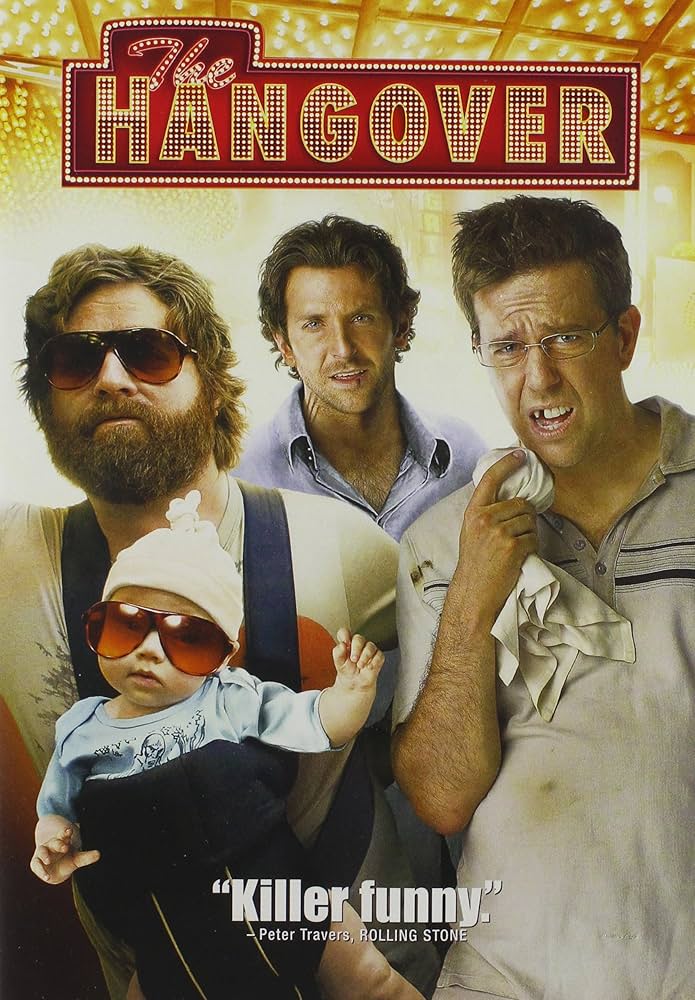 The
HANGOVER
“Killer funny.”
– Peter Travers, ROLLING STONE